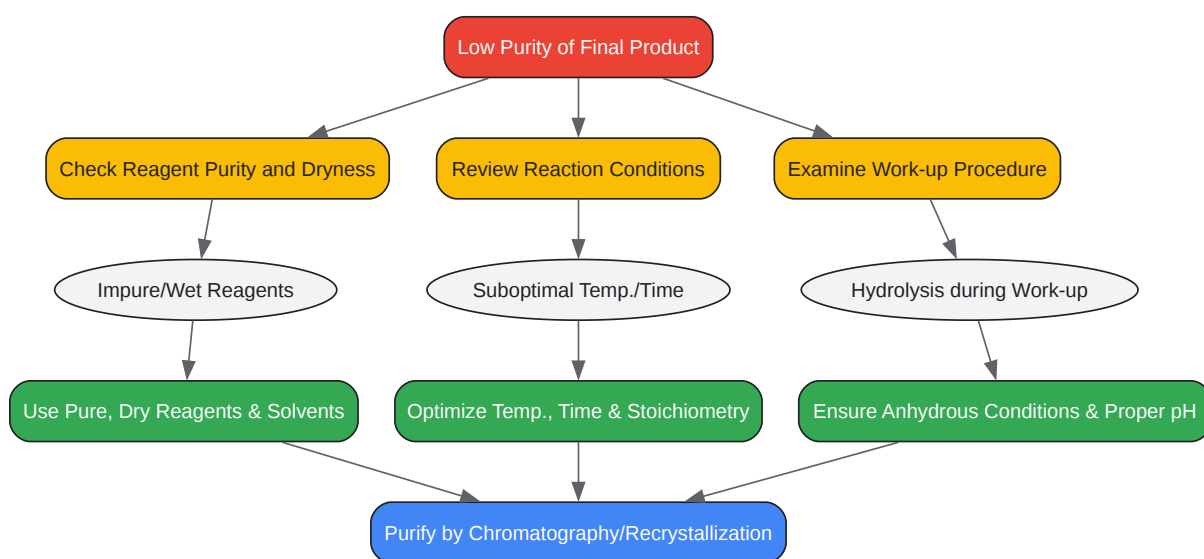 Low Purity of Final Product
Check Reagent Purity and Dryness
Review Reaction Conditions
Examine Work-up Procedure
Impure/Wet Reagents
Suboptimal Temp./Time
Hydrolysis during Work-up
Use Pure, Dry Reagents & Solvents
Optimize Temp., Time & Stoichiometry
Ensure Anhydrous Conditions & Proper pH
Purify by Chromatography/Recrystallization